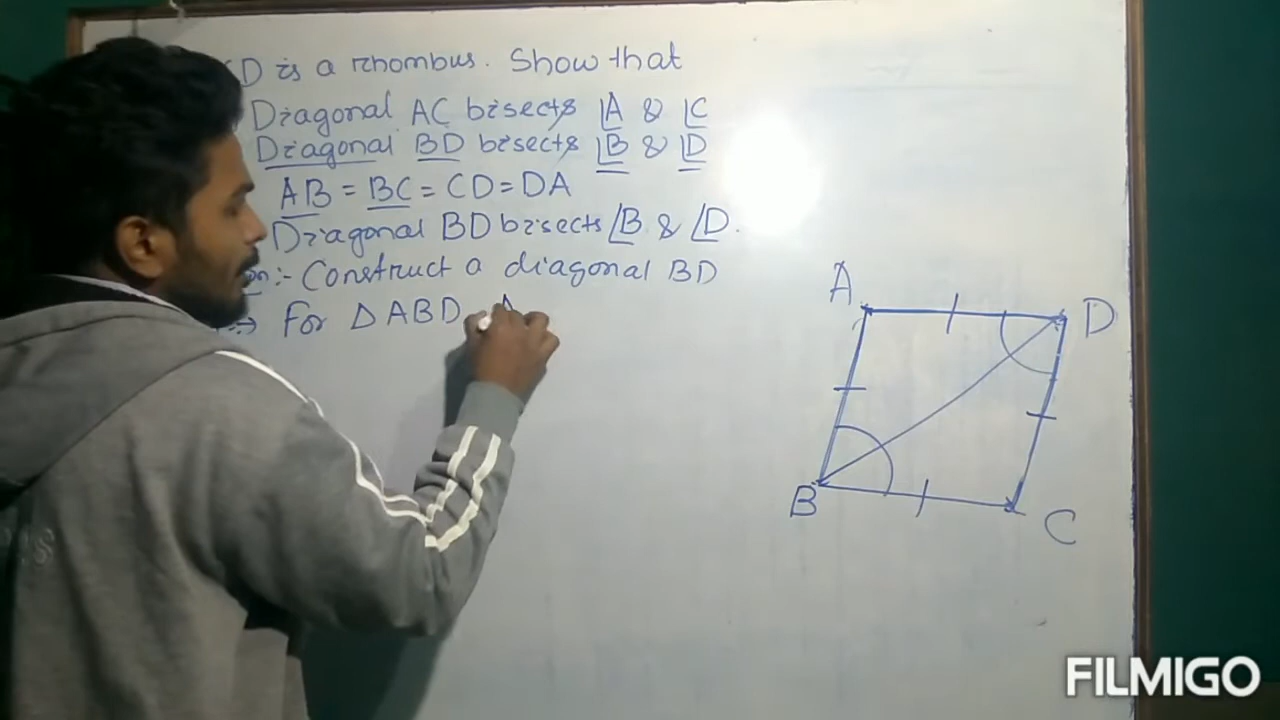 D is a rhombus. Show that
Diagonal AC bisects ∠A & ∠C
Diagonal BD bisects ∠B & ∠D
AB = BC = CD = DA
Diagonal BD bisects ∠B & ∠D.
:- Construct a diagonal BD
⇒ For Δ ABD
A
D
B
C
FILMIGO